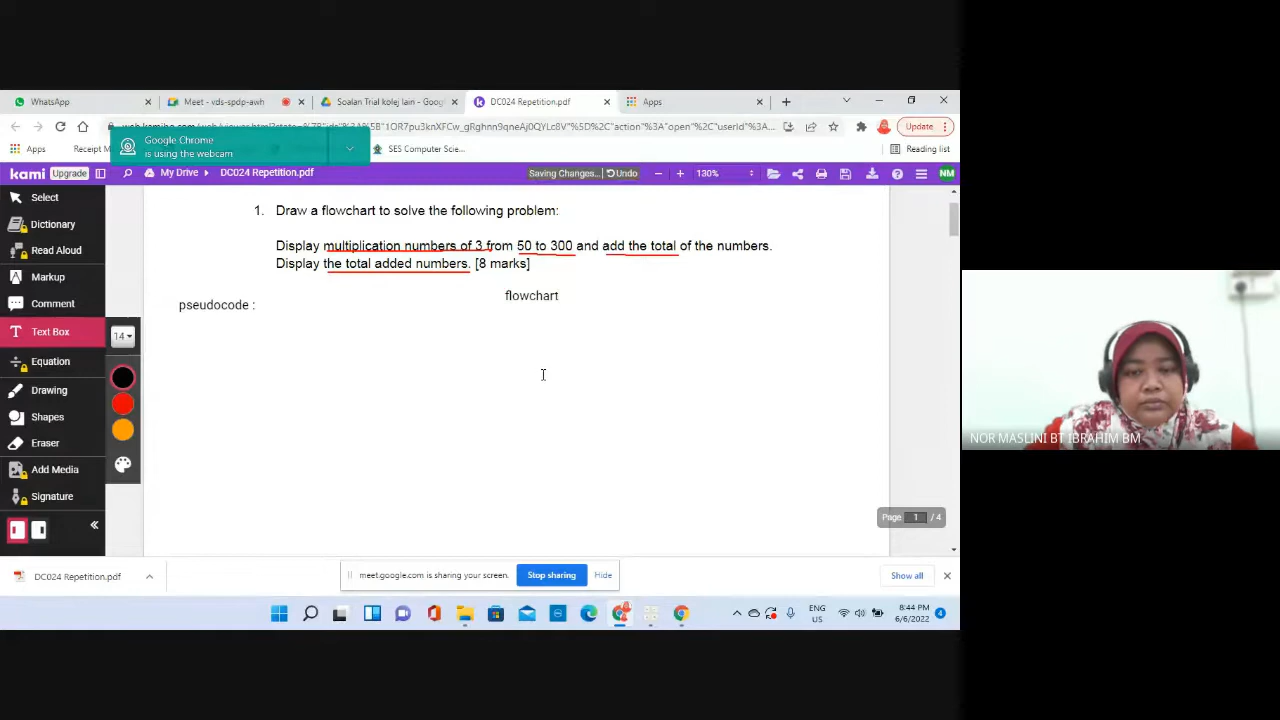 WhatsApp
Meet - vds-spdp-awh
Soalan Trial kolej lain - Googl
DC024 Repetition.pdf
Apps
Update
Google Chrome
is using the webcam
Apps
Receipt M
SES Computer Scie...
Reading list
kami
Upgrade
My Drive
DC024 Repetition.pdf
Saving Changes...
Undo
130%
NM
Select
Dictionary
Read Aloud
Markup
Comment
Text Box
Equation
Drawing
Shapes
Eraser
Add Media
Signature
14
1. Draw a flowchart to solve the following problem:
Display multiplication numbers of 3 from 50 to 300 and add the total of the numbers.
Display the total added numbers. [8 marks]
flowchart
pseudocode :
Page 1 / 4
NOR MASLINI BT IBRAHIM BM
DC024 Repetition.pdf
meet.google.com is sharing your screen.
Stop sharing
Hide
Show all
ENG
US
8:44 PM
6/6/2022
4